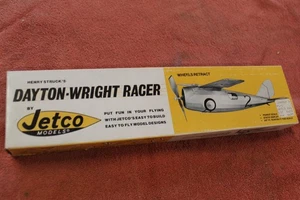 HENRY STRUCK'S
DAYTON-WRIGHT RACER
BY
Jetco
MODELS
PUT FUN IN YOUR FLYING
WITH JETCO'S EASY TO BUILD
EASY TO FLY MODEL DESIGNS
WHEELS RETRACT